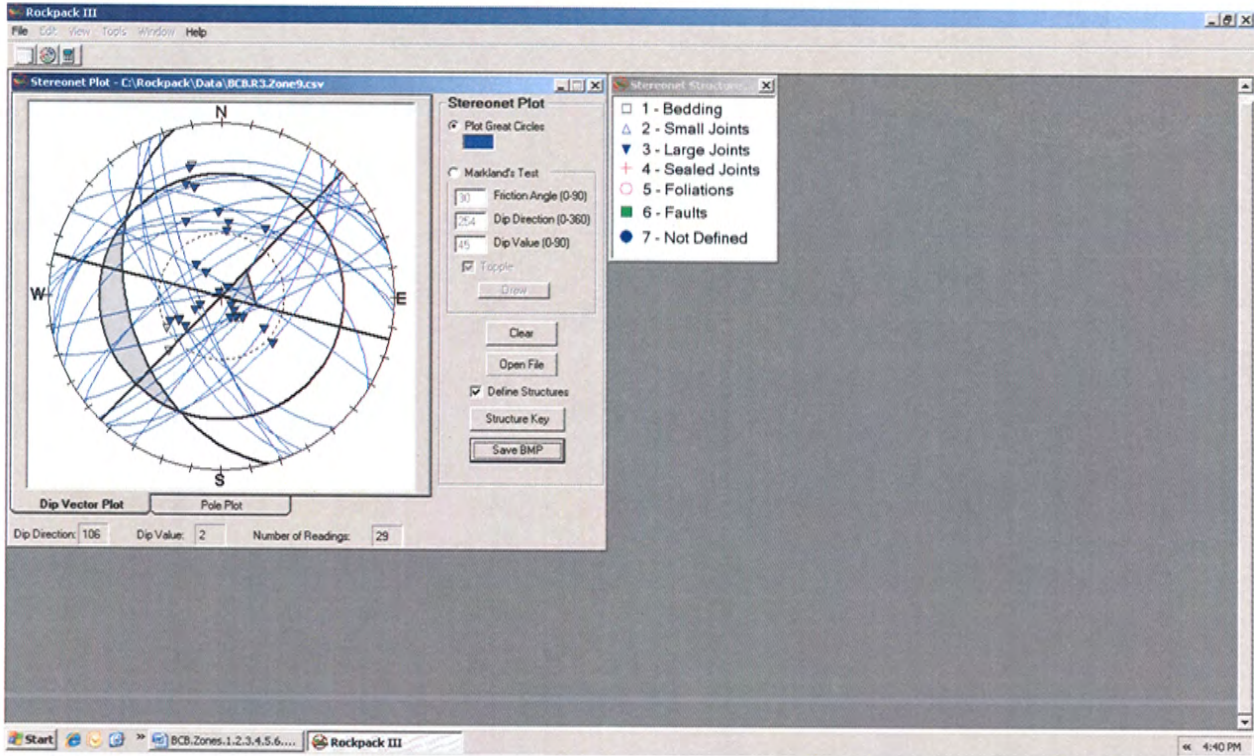 Rockpack III
File Edit View Tools Window Help
Stereonet Plot - C:\Rockpack\Data\BCB.R3.Zone9.csv
N
W
E
S
Stereonet Plot
Plot Great Circles
Markland's Test
30 Friction Angle (0-90)
254 Dip Direction (0-360)
45 Dip Value (0-90)
Topple
Draw
Clear
Open File
Define Structures
Structure Key
Save BMP
Dip Vector Plot
Pole Plot
Dip Direction: 106 Dip Value: 2 Number of Readings: 29
Stereonet Structure
1 - Bedding
2 - Small Joints
3 - Large Joints
4 - Sealed Joints
5 - Foliations
6 - Faults
7 - Not Defined
Start
BCB.Zones.1.2.3.4.5.6....
Rockpack III
4:40 PM